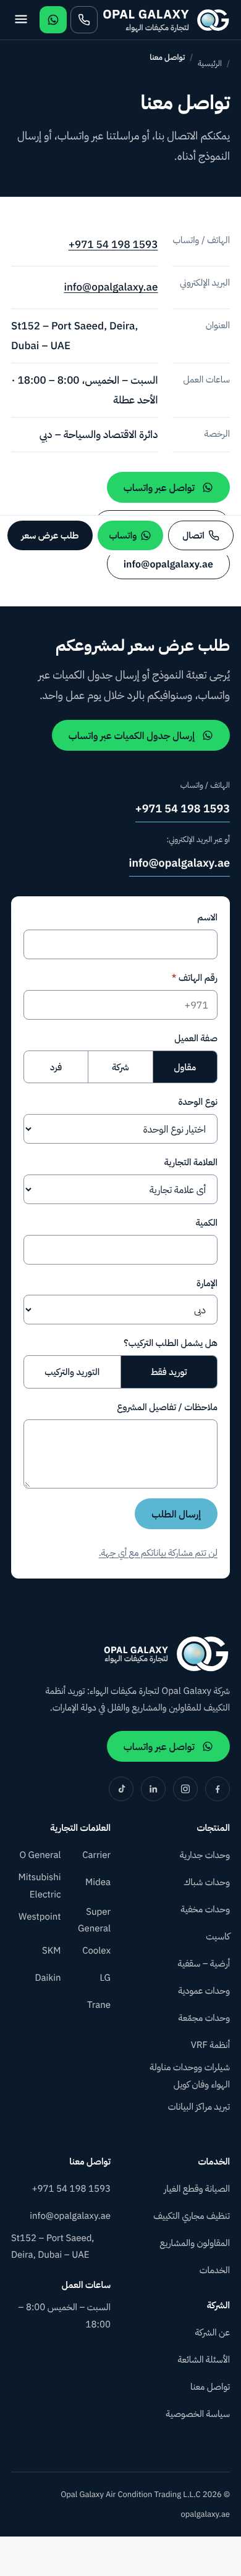 OPAL GALAXY
لتجارة مكيفات الهواء
/ الرئيسية / تواصل معنا
تواصل معنا
يمكنكم الاتصال بنا، أو مراسلتنا عبر واتساب، أو إرسال
النموذج أدناه.
الهاتف / واتساب
+971 54 198 1593
البريد الإلكتروني
info@opalgalaxy.ae
العنوان
St152 – Port Saeed, Deira,
Dubai – UAE
ساعات العمل
السبت – الخميس، 8:00 – 18:00 ·
الأحد عطلة
الرخصة
دائرة الاقتصاد والسياحة – دبي
تواصل عبر واتساب
اتصال
واتساب
طلب عرض سعر
info@opalgalaxy.ae
طلب عرض سعر لمشروعكم
يُرجى تعبئة النموذج أو إرسال جدول الكميات عبر
واتساب، وسنوافيكم بالرد خلال يوم عمل واحد.
إرسال جدول الكميات عبر واتساب
الهاتف / واتساب
+971 54 198 1593
أو عبر البريد الإلكتروني:
info@opalgalaxy.ae
الاسم
رقم الهاتف *
+971
صفة العميل
مقاول
شركة
فرد
نوع الوحدة
اختيار نوع الوحدة
العلامة التجارية
أي علامة تجارية
الكمية
الإمارة
دبي
هل يشمل الطلب التركيب؟
توريد فقط
التوريد والتركيب
ملاحظات / تفاصيل المشروع
إرسال الطلب
لن تتم مشاركة بياناتكم مع أي جهة.
OPAL GALAXY
لتجارة مكيفات الهواء
شركة Opal Galaxy لتجارة مكيفات الهواء: توريد أنظمة
التكييف للمقاولين والمشاريع والفلل في دولة الإمارات.
تواصل عبر واتساب
المنتجات
وحدات جدارية
وحدات شباك
وحدات مخفية
كاسيت
أرضية – سقفية
وحدات عمودية
وحدات مجمّعة
أنظمة VRF
شيلرات ووحدات مناولة
الهواء وفان كويل
تبريد مراكز البيانات
العلامات التجارية
Carrier
O General
Midea
Mitsubishi
Electric
Super
General
Westpoint
Coolex
SKM
LG
Daikin
Trane
الخدمات
الصيانة وقطع الغيار
تنظيف مجاري التكييف
المقاولون والمشاريع
الخدمات
الشركة
عن الشركة
الأسئلة الشائعة
تواصل معنا
سياسة الخصوصية
تواصل معنا
+971 54 198 1593
info@opalgalaxy.ae
St152 – Port Saeed,
Deira, Dubai – UAE
ساعات العمل
السبت – الخميس 8:00 –
18:00
© 2026 Opal Galaxy Air Condition Trading L.L.C
opalgalaxy.ae